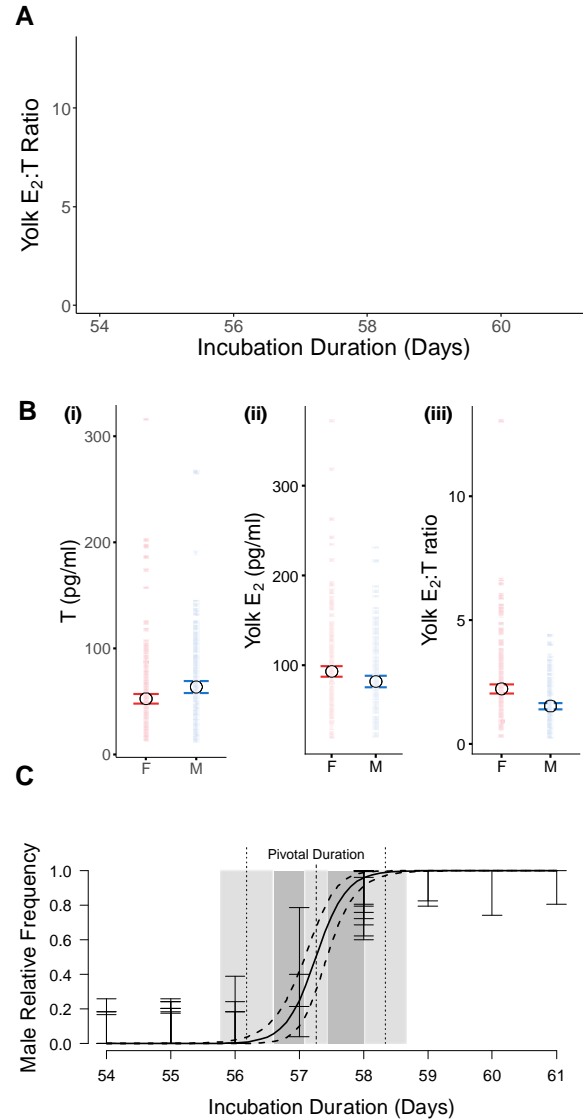 A
Yolk E₂:T Ratio
10
5
0
54 56 58 60
Incubation Duration (Days)
B
(i) (ii) (iii)
T (pg/ml)
300
200
100
0
F M
Yolk E₂ (pg/ml)
300
200
100
F M
Yolk E₂:T ratio
10
5
0
F M
C
Pivotal Duration
Male Relative Frequency
1.0
0.8
0.6
0.4
0.2
0.0
54 55 56 57 58 59 60 61
Incubation Duration (Days)